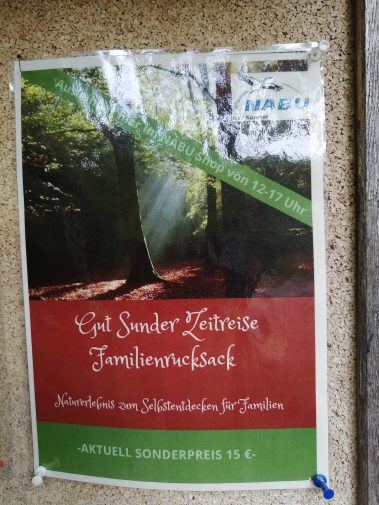 NABU
im NABU Shop von 12-17 Uhr
Gut Sunder Zeitreise
Familienrucksack
Naturerlebnis zum Selbstentdecken für Familien
-AKTUELL SONDERPREIS 15 €-